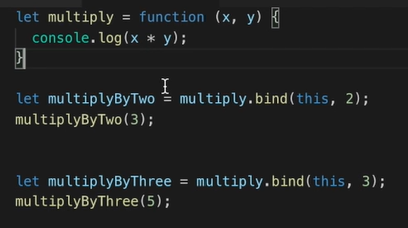 let multiply = function (x, y) {
  console.log(x * y);
}
let multiplyByTwo = multiply.bind(this, 2);
multiplyByTwo(3);
let multiplyByThree = multiply.bind(this, 3);
multiplyByThree(5);